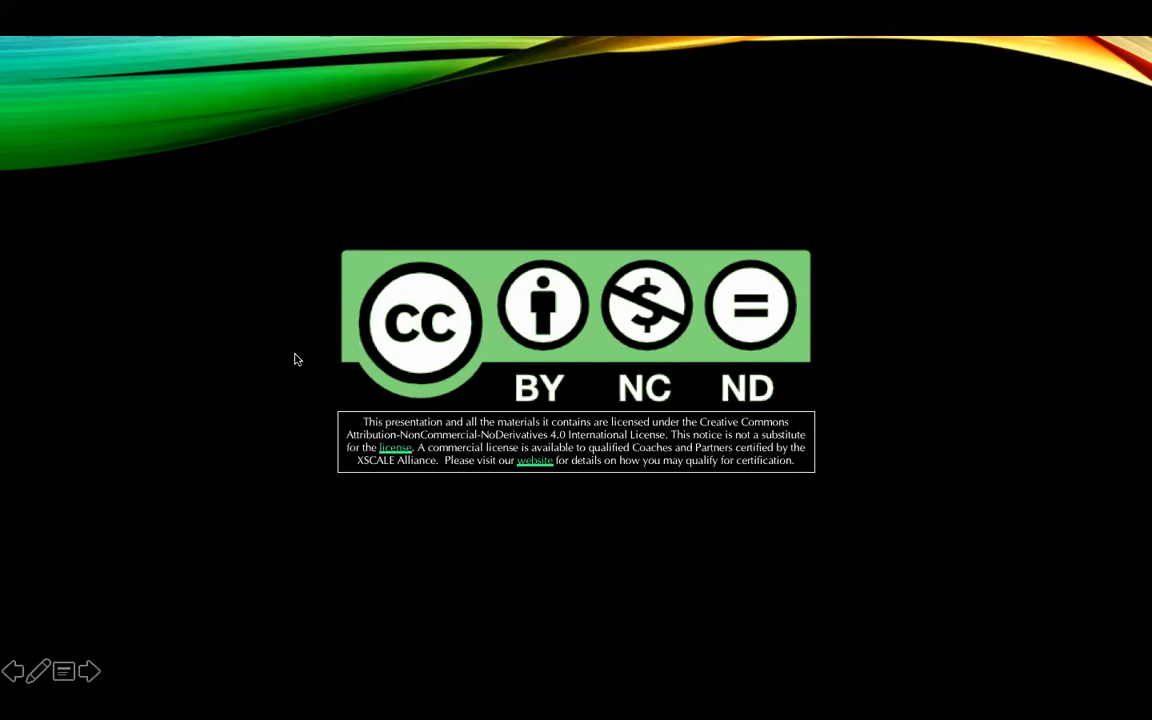 CC
BY NC ND
This presentation and all the materials it contains are licensed under the Creative Commons
Attribution-NonCommercial-NoDerivatives 4.0 International License. This notice is not a substitute
for the license. A commercial license is available to qualified Coaches and Partners certified by the
XSCALE Alliance.  Please visit our website for details on how you may qualify for certification.